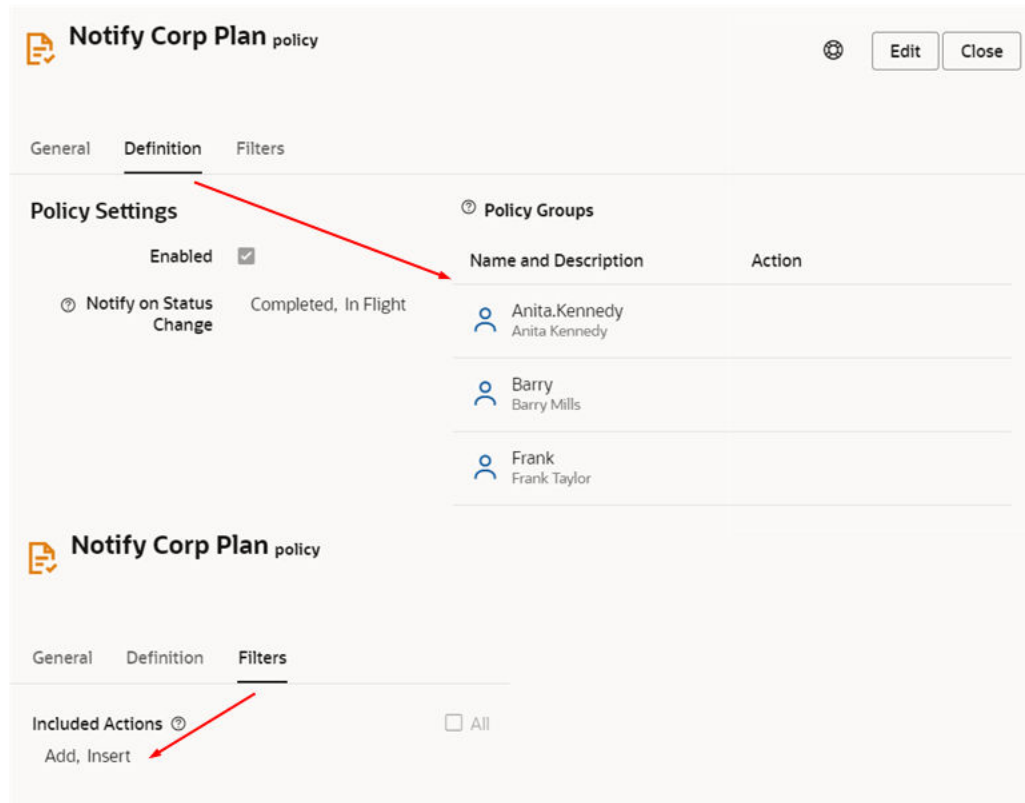 Notify Corp Plan policy
Edit Close
General Definition Filters
Policy Settings
Enabled
Notify on Status Change
Completed, In Flight
Policy Groups
Name and Description Action
Anita.Kennedy
Anita Kennedy
Barry
Barry Mills
Frank
Frank Taylor
Notify Corp Plan policy
General Definition Filters
Included Actions
All
Add, Insert